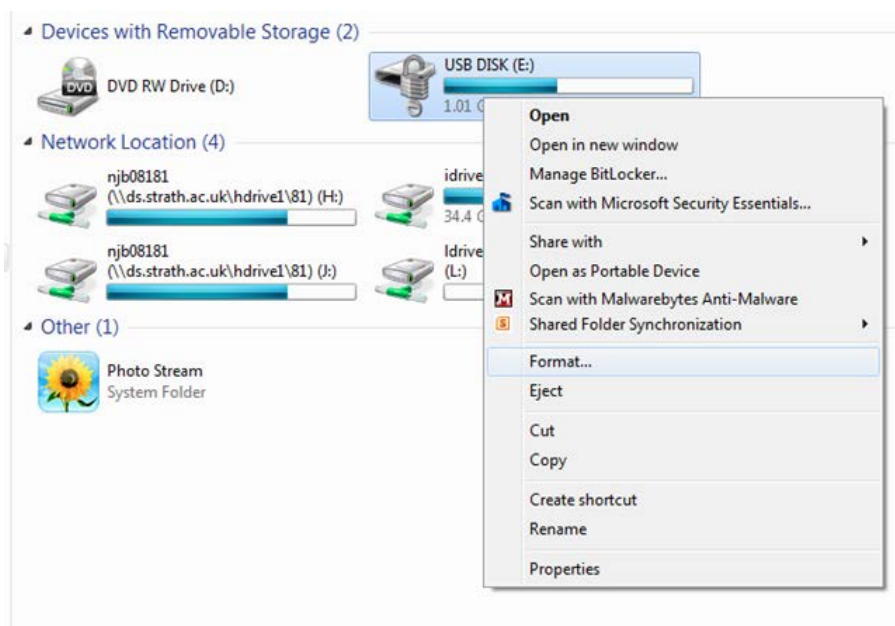 Devices with Removable Storage (2)
DVD
DVD RW Drive (D:)
USB DISK (E:)
1.01
Network Location (4)
njb08181
(\\ds.strath.ac.uk\hdrive1\81) (H:)
idrive
34.4
njb08181
(\\ds.strath.ac.uk\hdrive1\81) (J:)
Idrive
(L:)
Other (1)
Photo Stream
System Folder
Open
Open in new window
Manage BitLocker...
Scan with Microsoft Security Essentials...
Share with
Open as Portable Device
M Scan with Malwarebytes Anti-Malware
S Shared Folder Synchronization
Format...
Eject
Cut
Copy
Create shortcut
Rename
Properties